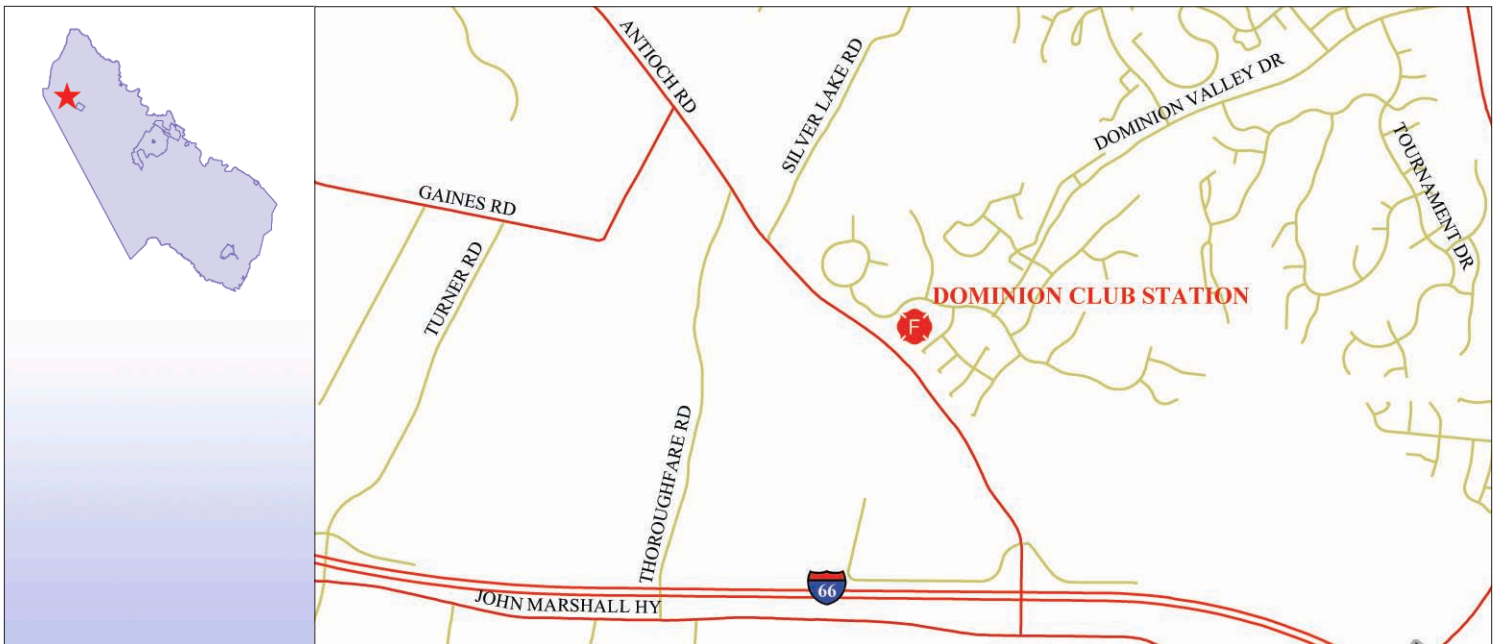 ANTIOCH RD
SILVER LAKE RD
DOMINION VALLEY DR
TOURNAMENT DR
GAINES RD
TURNER RD
DOMINION CLUB STATION
F
THOROUGHFARE RD
66
JOHN MARSHALL HY